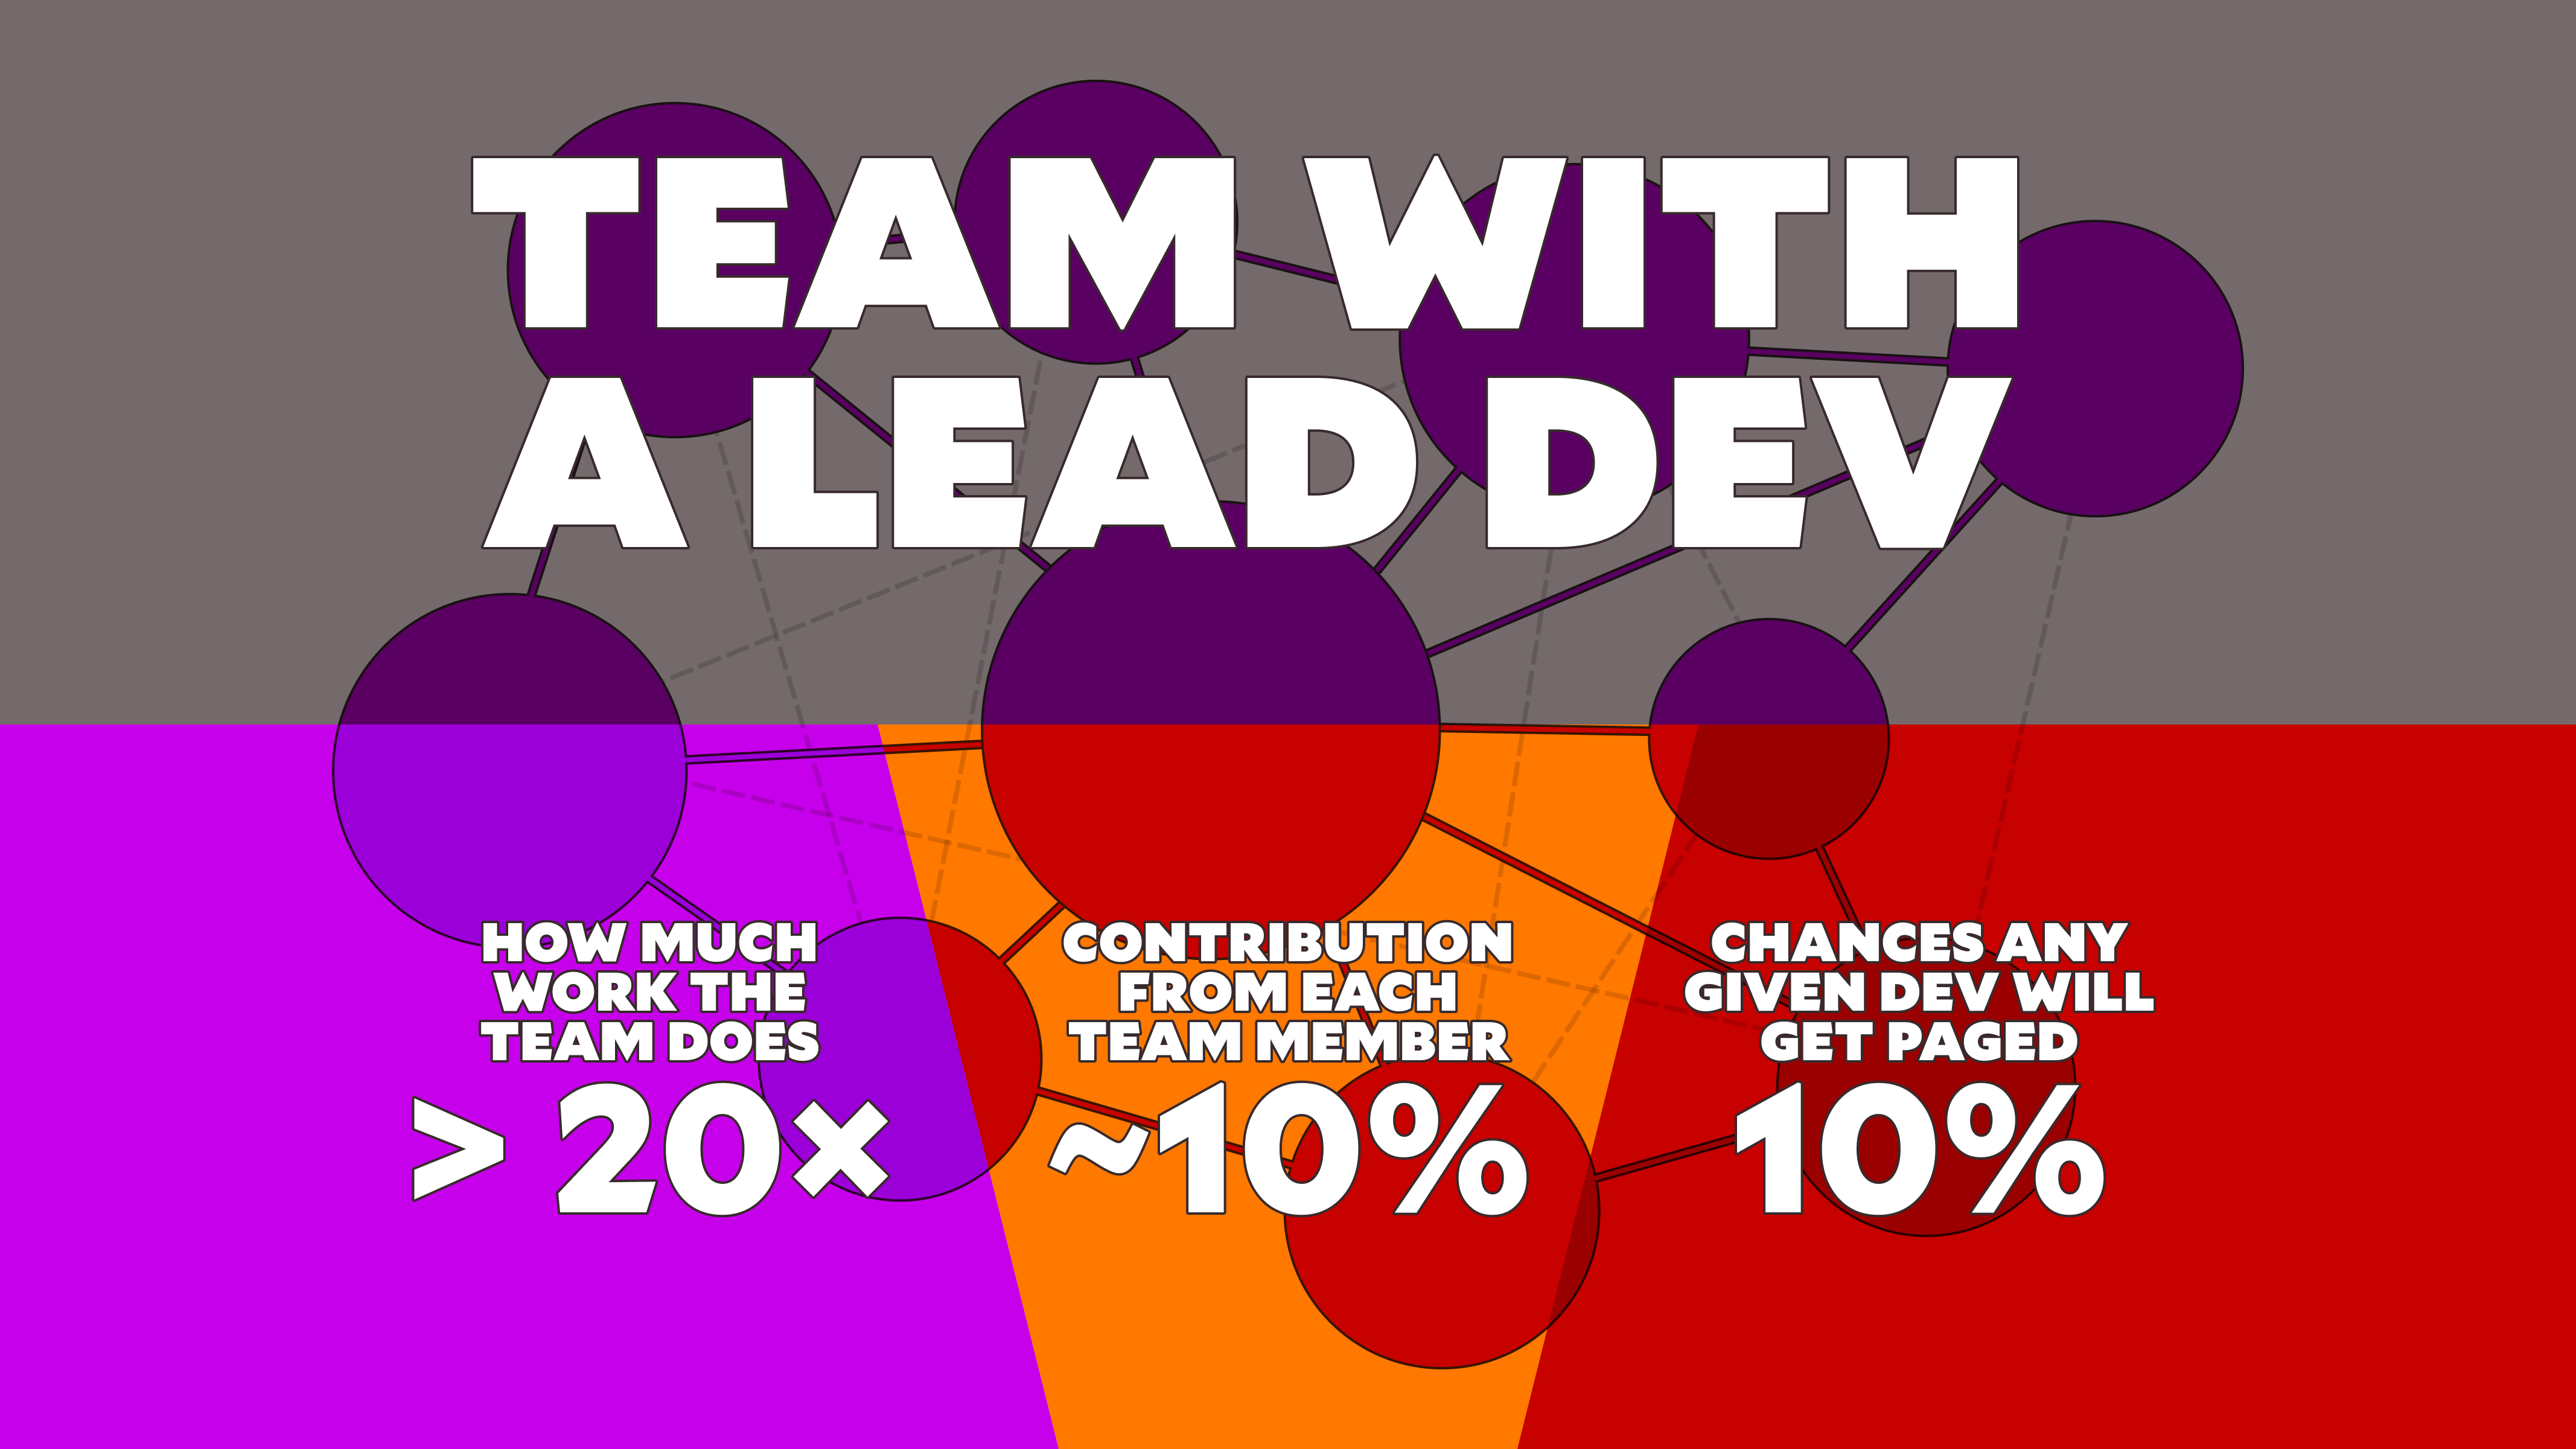 TEAM WITH
A LEAD DEV
HOW MUCH
WORK THE
TEAM DOES
> 20×
CONTRIBUTION
FROM EACH
TEAM MEMBER
~10%
CHANCES ANY
GIVEN DEV WILL
GET PAGED
10%